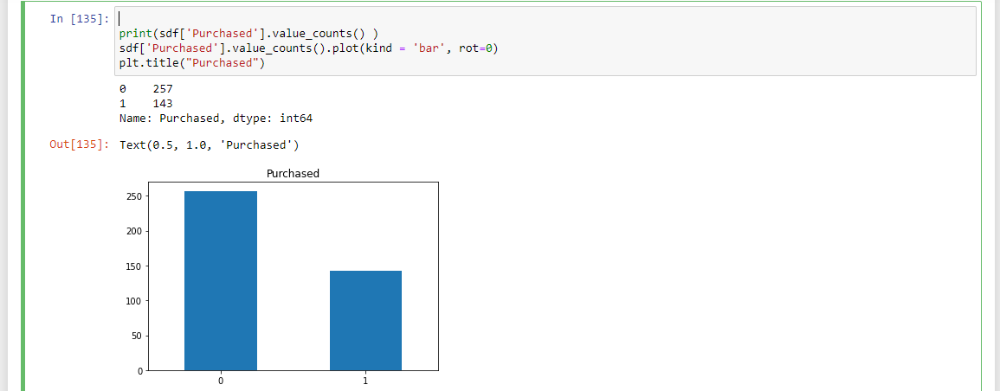 In [135]:
print(sdf['Purchased'].value_counts() )
sdf['Purchased'].value_counts().plot(kind = 'bar', rot=0)
plt.title("Purchased")
0    257
1    143
Name: Purchased, dtype: int64
Out[135]: Text(0.5, 1.0, 'Purchased')
Purchased
250
200
150
100
50
0
0 1